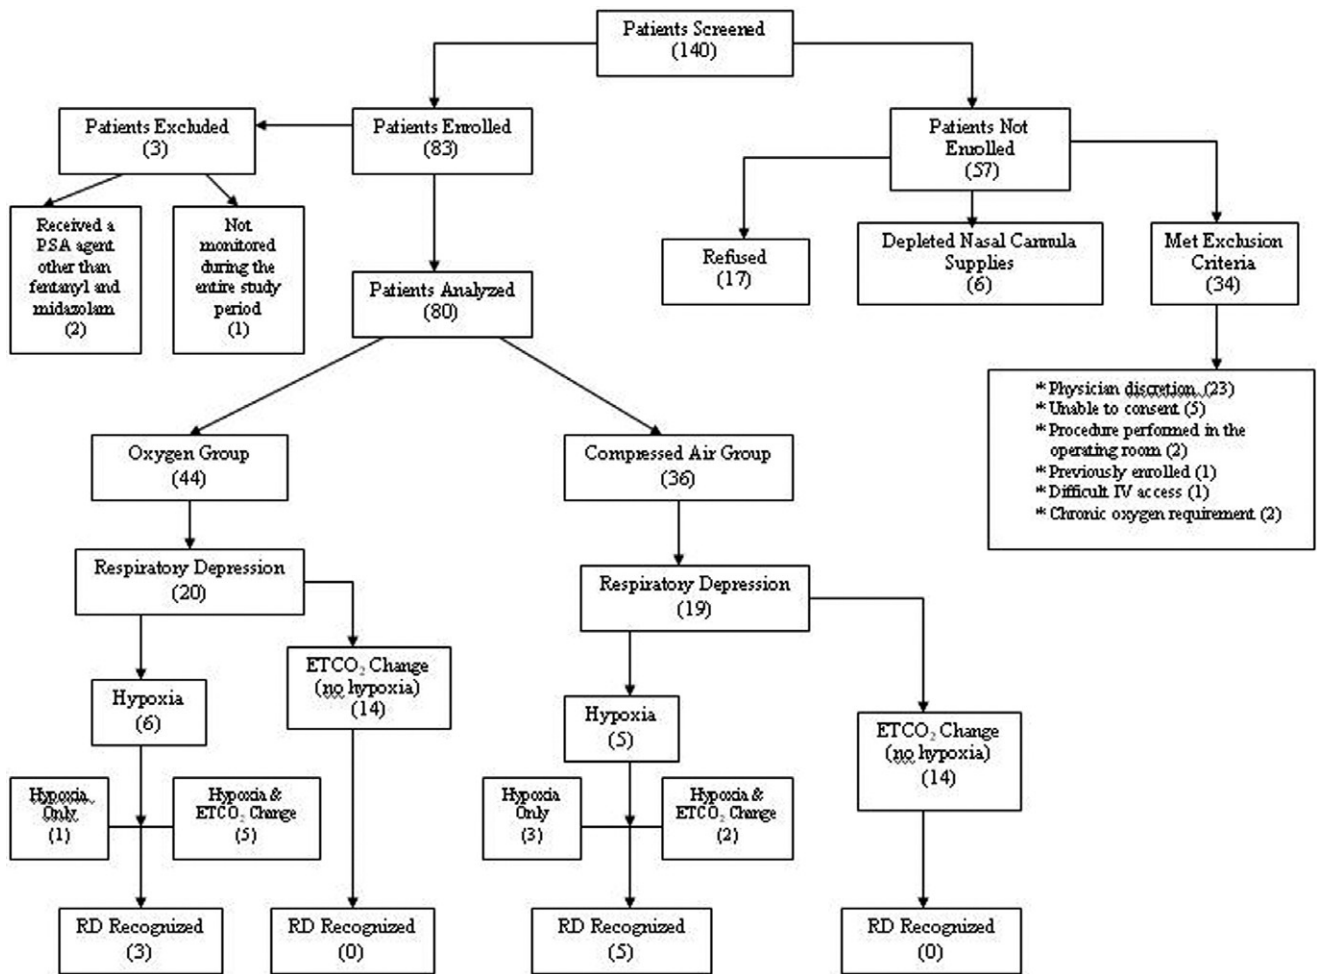 Patients Screened
(140)
Patients Excluded
(3)
Patients Enrolled
(83)
Patients Not
Enrolled
(57)
Received a
PSA agent
other than
fentanyl and
midazolam
(2)
Not
monitored
during the
entire study
period
(1)
Refused
(17)
Depleted Nasal Cannula
Supplies
(6)
Met Exclusion
Criteria
(34)
Patients Analyzed
(80)
* Physician discretion (23)
* Unable to consent (5)
* Procedure performed in the
operating room (2)
* Previously enrolled (1)
* Difficult IV access (1)
* Chronic oxygen requirement (2)
Oxygen Group
(44)
Compressed Air Group
(36)
Respiratory Depression
(20)
Respiratory Depression
(19)
ETCO₂ Change
(no hypoxia)
(14)
Hypoxia
(6)
Hypoxia
(5)
ETCO₂ Change
(no hypoxia)
(14)
Hypoxia
Only
(1)
Hypoxia &
ETCO₂ Change
(5)
Hypoxia
Only
(3)
Hypoxia &
ETCO₂ Change
(2)
RD Recognized
(3)
RD Recognized
(0)
RD Recognized
(5)
RD Recognized
(0)